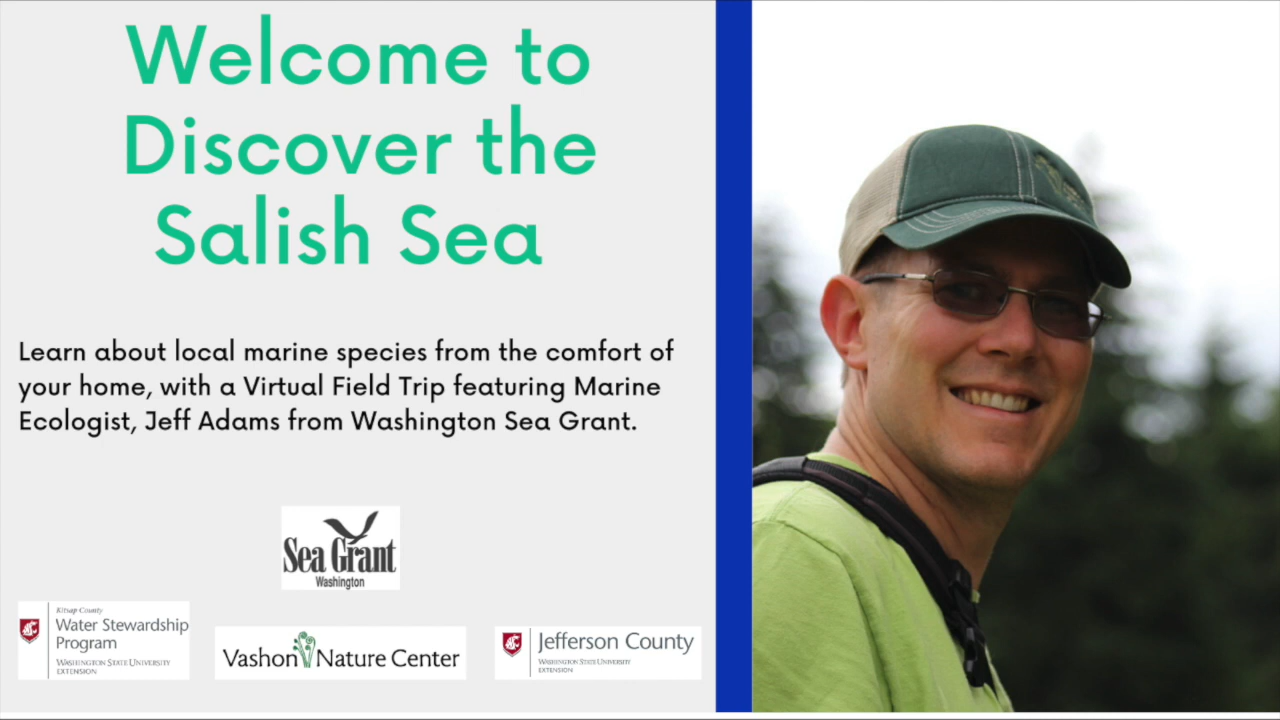 Welcome to
Discover the
Salish Sea
Learn about local marine species from the comfort of
your home, with a Virtual Field Trip featuring Marine
Ecologist, Jeff Adams from Washington Sea Grant.
Sea Grant
Washington
Kitsap County
Water Stewardship
Program
WASHINGTON STATE UNIVERSITY
EXTENSION
Vashon Nature Center
Jefferson County
WASHINGTON STATE UNIVERSITY
EXTENSION